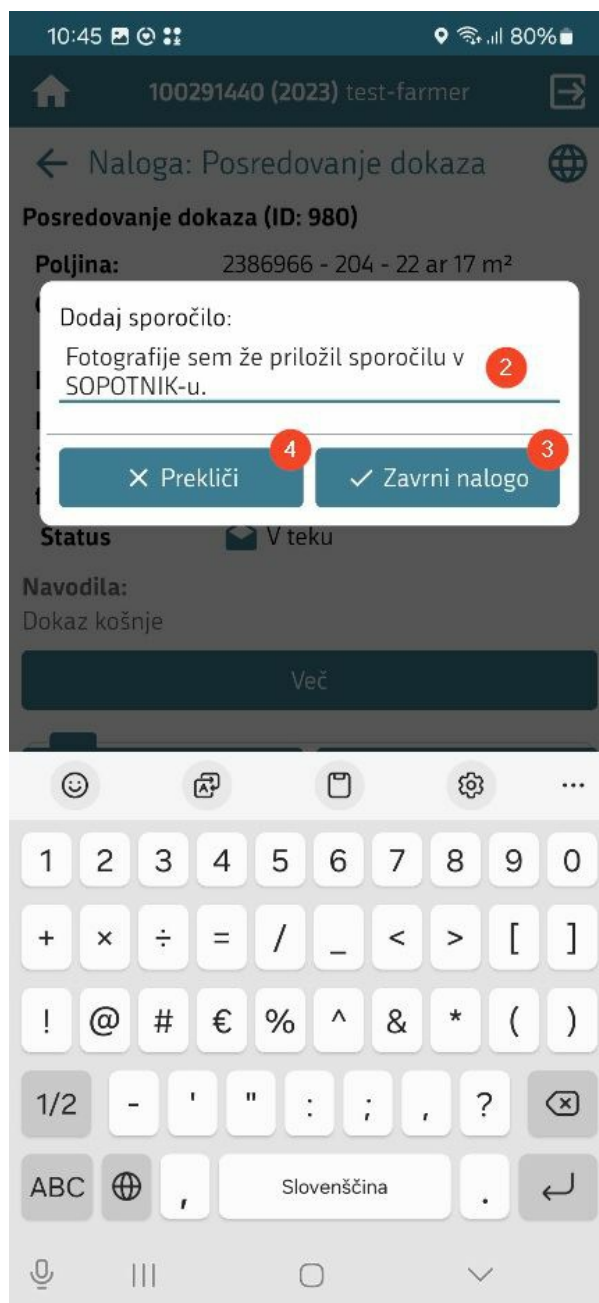 10:45 80%
100291440 (2023) test-farmer
Naloga: Posredovanje dokaza
Posredovanje dokaza (ID: 980)
Poljina: 2386966 - 204 - 22 ar 17 m²
Dodaj sporočilo:
Fotografije sem že priložil sporočilu v
SOPOTNIK-u.
2
4
3
Prekliči
Zavrni nalogo
Status V teku
Navodila:
Dokaz košnje
Več
1 2 3 4 5 6 7 8 9 0
+ × ÷ = / _ < > [ ]
! @ # € % ^ & * ( )
1/2 - ' " : ; , ?
ABC , Slovenščina .